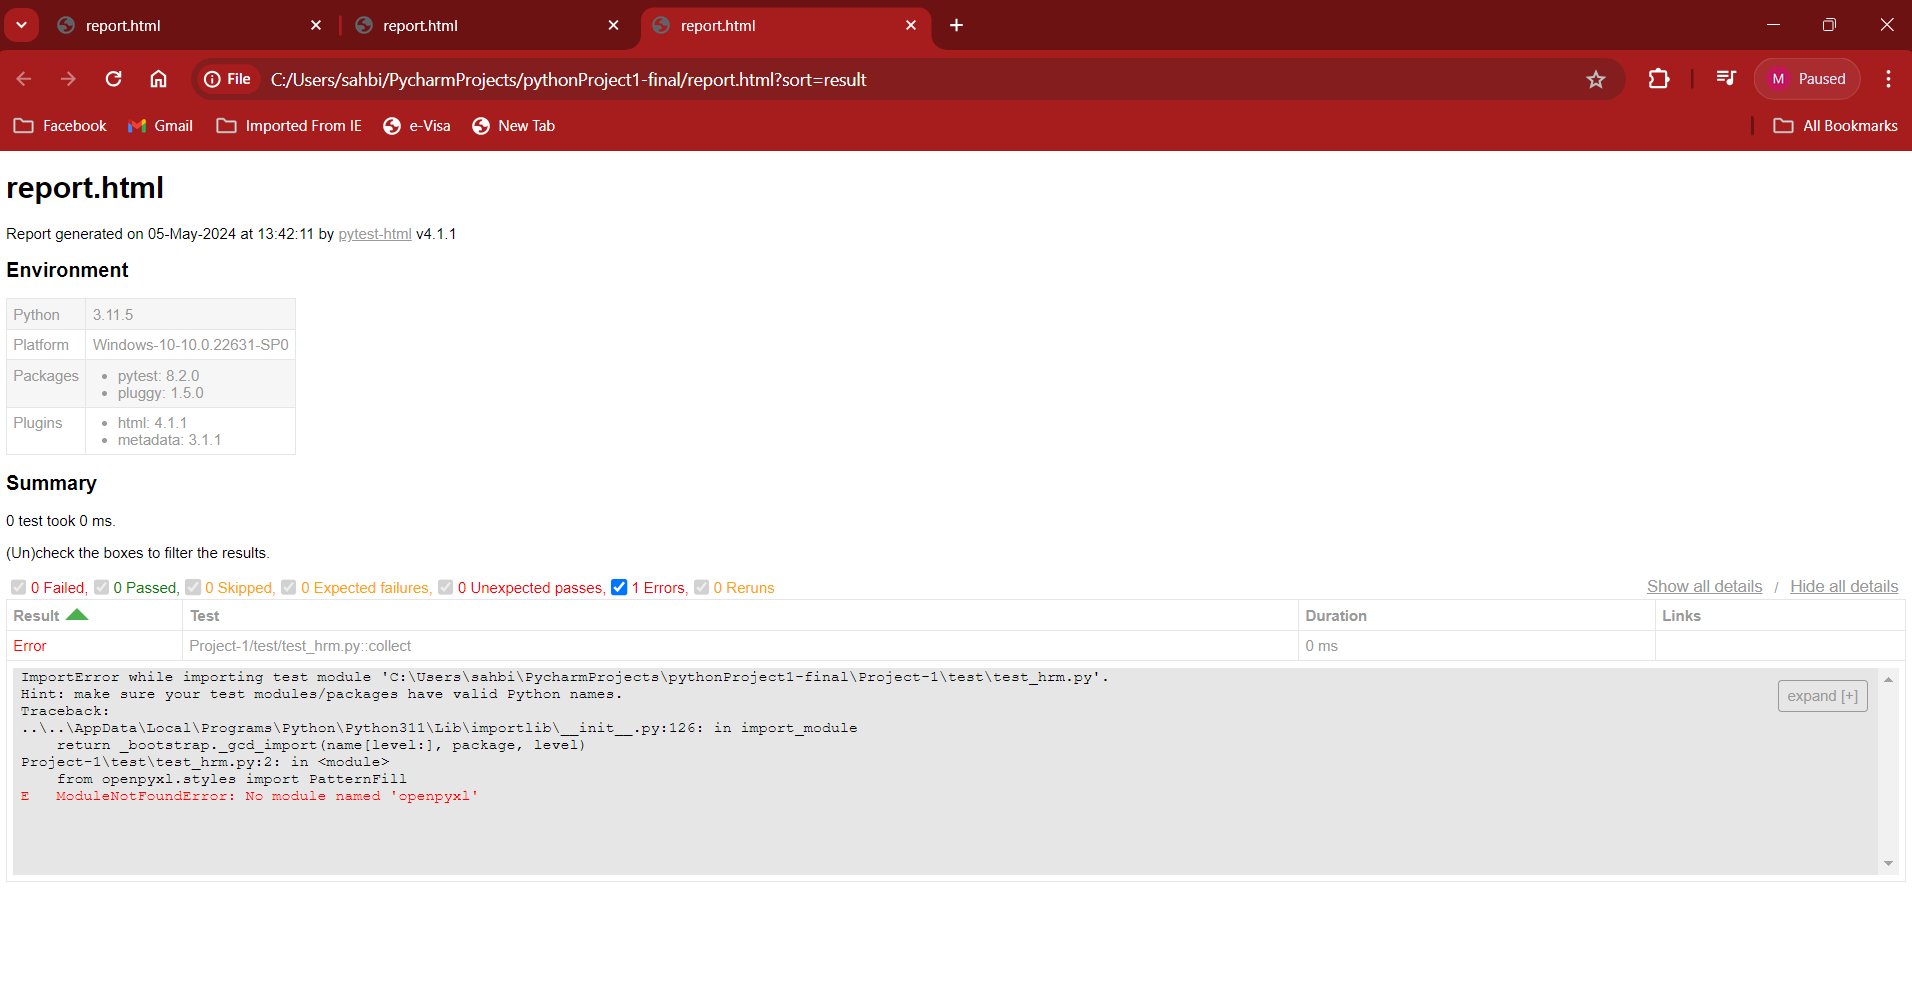 report.html
report.html
report.html
File C:/Users/sahbi/PycharmProjects/pythonProject1-final/report.html?sort=result
M Paused
Facebook Gmail Imported From IE e-Visa New Tab All Bookmarks
report.html
Report generated on 05-May-2024 at 13:42:11 by pytest-html v4.1.1
Environment
Python 3.11.5
Platform Windows-10-10.0.22631-SP0
Packages • pytest: 8.2.0
• pluggy: 1.5.0
Plugins • html: 4.1.1
• metadata: 3.1.1
Summary
0 test took 0 ms.
(Un)check the boxes to filter the results.
0 Failed, 0 Passed, 0 Skipped, 0 Expected failures, 0 Unexpected passes, 1 Errors, 0 Reruns Show all details / Hide all details
Result Test Duration Links
Error Project-1/test/test_hrm.py::collect 0 ms
ImportError while importing test module 'C:\Users\sahbi\PycharmProjects\pythonProject1-final\Project-1\test\test_hrm.py'.
Hint: make sure your test modules/packages have valid Python names.
expand [+]
Traceback:
..\..\AppData\Local\Programs\Python\Python311\Lib\importlib\__init__.py:126: in import_module
return _bootstrap._gcd_import(name[level:], package, level)
Project-1\test\test_hrm.py:2: in <module>
from openpyxl.styles import PatternFill
E ModuleNotFoundError: No module named 'openpyxl'